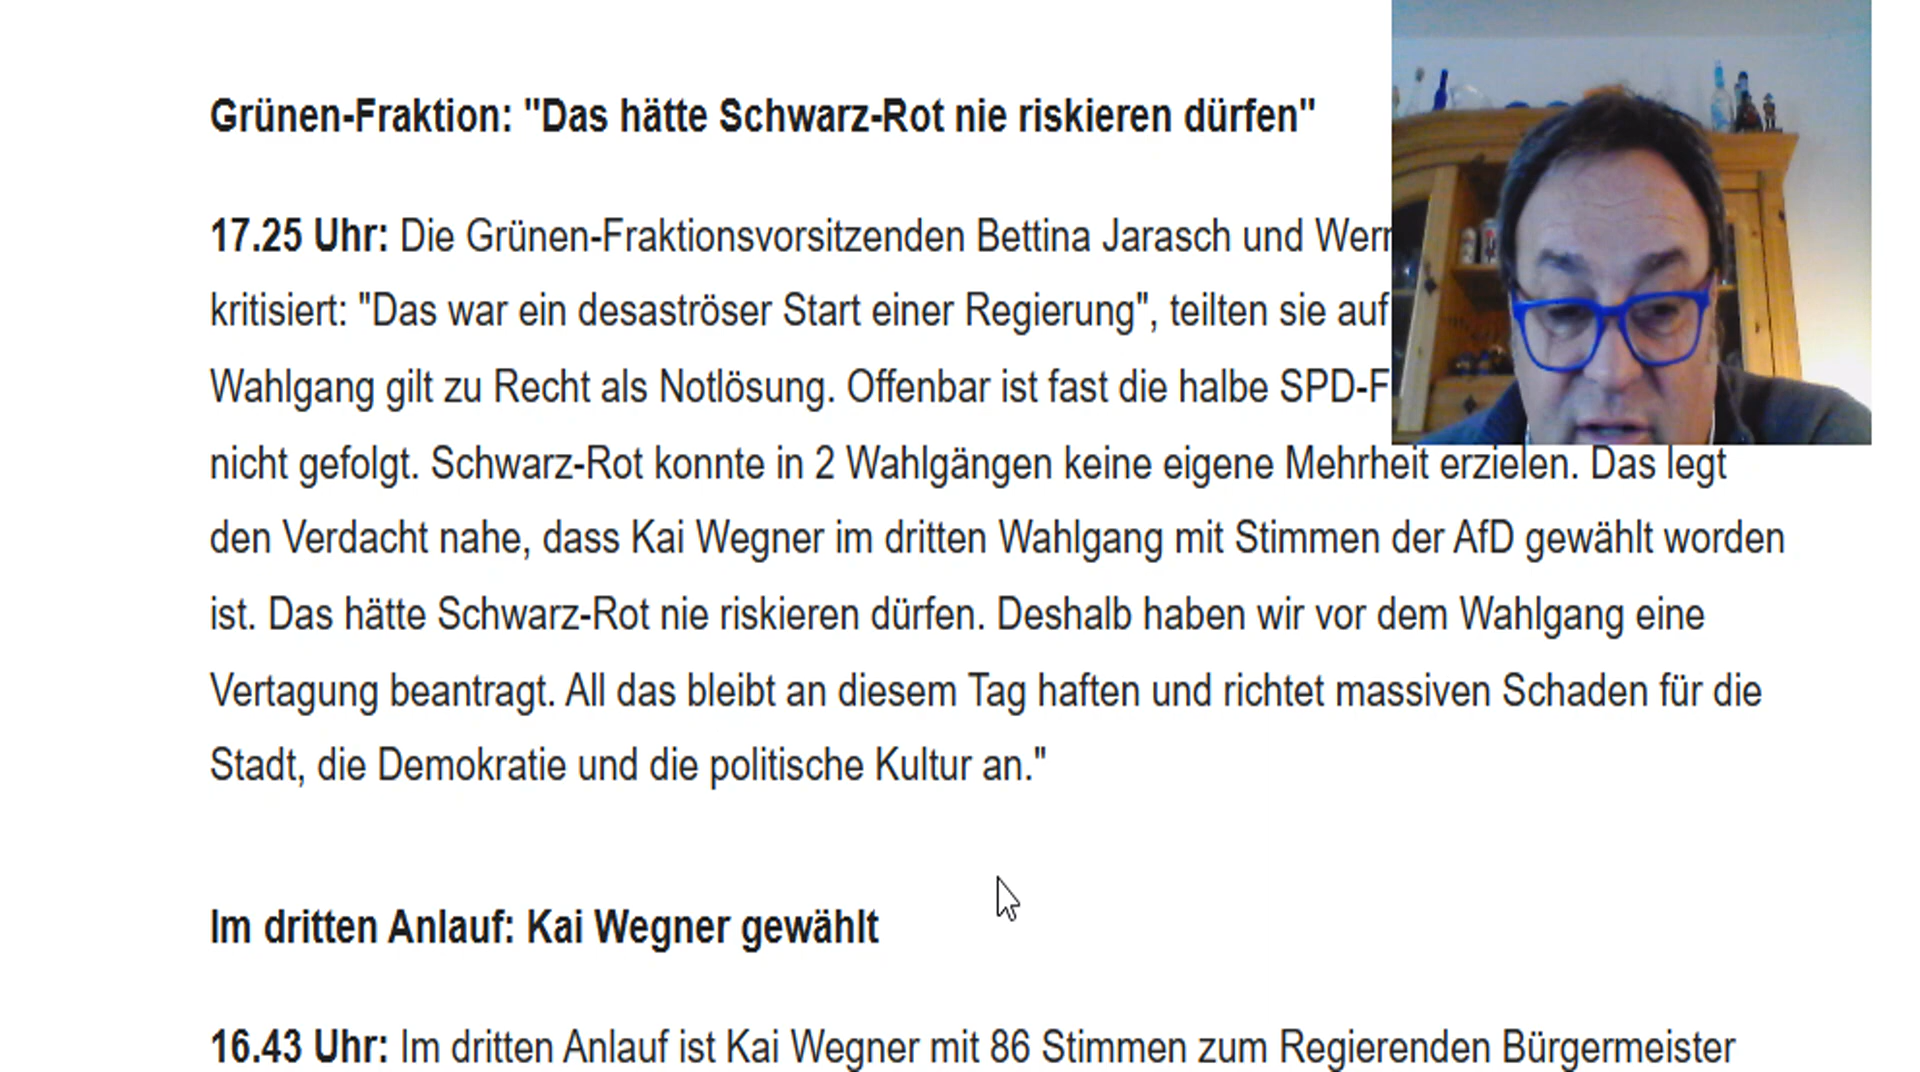 Grünen-Fraktion: "Das hätte Schwarz-Rot nie riskieren dürfen"
17.25 Uhr: Die Grünen-Fraktionsvorsitzenden Bettina Jarasch und
kritisiert: "Das war ein desaströser Start einer Regierung", teilten sie auf
Wahlgang gilt zu Recht als Notlösung. Offenbar ist fast die halbe
nicht gefolgt. Schwarz-Rot konnte in 2 Wahlgängen keine eigene Mehrheit erzielen. Das legt
den Verdacht nahe, dass Kai Wegner im dritten Wahlgang mit Stimmen der AfD gewählt worden
ist. Das hätte Schwarz-Rot nie riskieren dürfen. Deshalb haben wir vor dem Wahlgang eine
Vertagung beantragt. All das bleibt an diesem Tag haften und richtet massiven Schaden für die
Stadt, die Demokratie und die politische Kultur an."
Im dritten Anlauf: Kai Wegner gewählt
16.43 Uhr: Im dritten Anlauf ist Kai Wegner mit 86 Stimmen zum Regierenden Bürgermeister